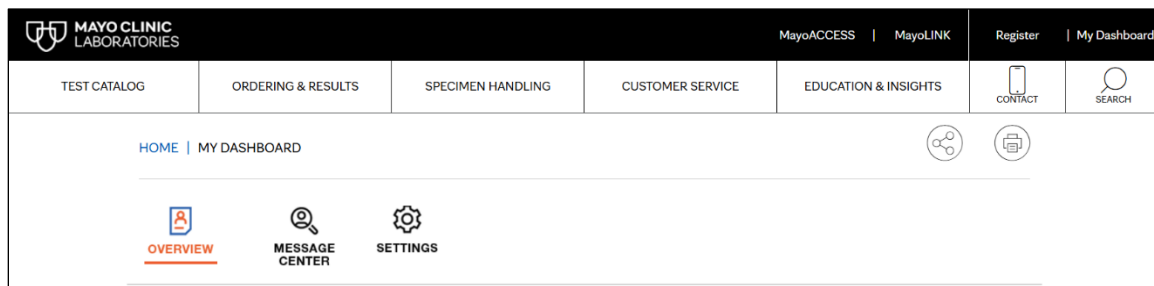 MAYO CLINIC
LABORATORIES
MayoACCESS | MayoLINK
Register | My Dashboard
TEST CATALOG
ORDERING & RESULTS
SPECIMEN HANDLING
CUSTOMER SERVICE
EDUCATION & INSIGHTS
CONTACT
SEARCH
HOME | MY DASHBOARD
OVERVIEW
MESSAGE
CENTER
SETTINGS